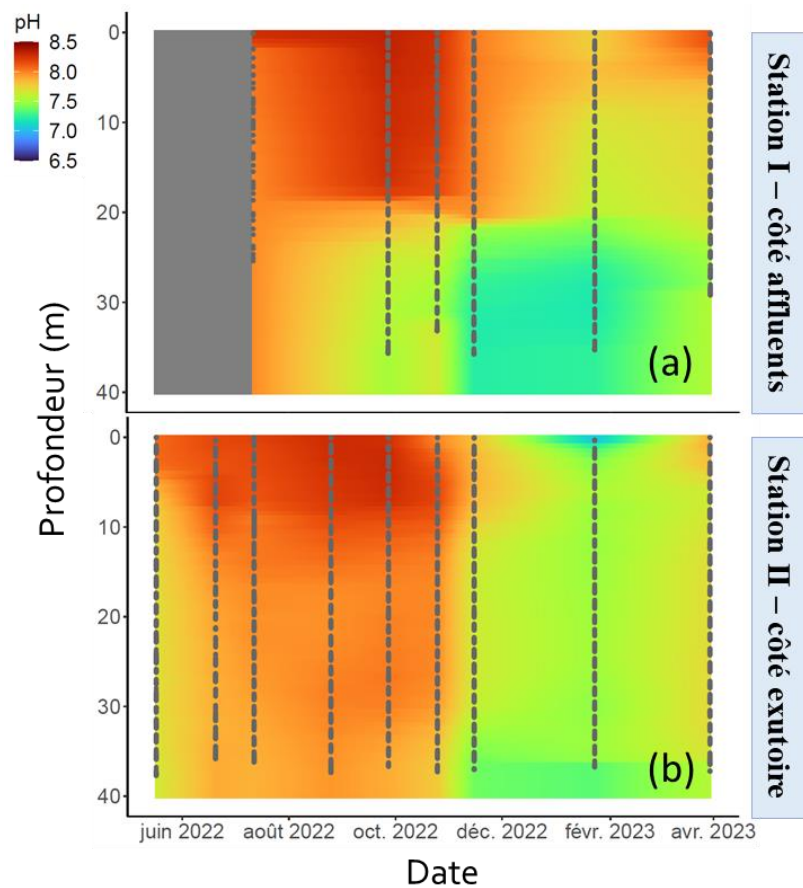 pH
8.5
8.0
7.5
7.0
6.5
0
10
20
30
40
(a)
Station I – côté affluents
Profondeur (m)
0
10
20
30
40
(b)
Station II – côté exutoire
juin 2022 août 2022 oct. 2022 déc. 2022 févr. 2023 avr. 2023
Date